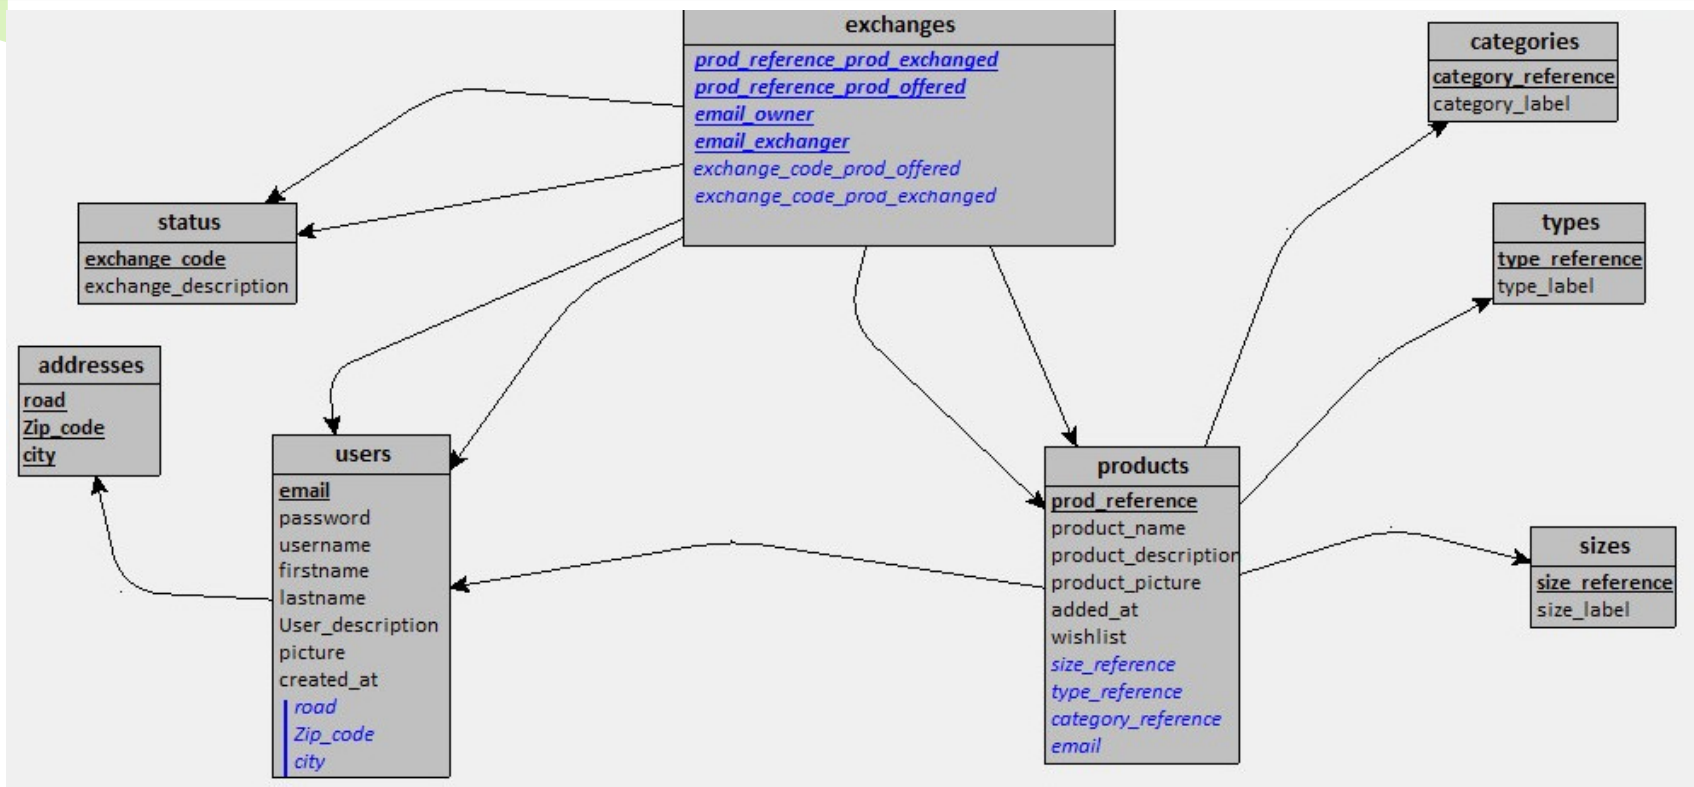 exchanges
prod_reference_prod_exchanged
prod_reference_prod_offered
email_owner
email_exchanger
exchange_code_prod_offered
exchange_code_prod_exchanged
categories
category_reference
category_label
status
exchange_code
exchange_description
types
type_reference
type_label
addresses
road
Zip_code
city
users
email
password
username
firstname
lastname
User_description
picture
created_at
road
Zip_code
city
products
prod_reference
product_name
product_description
product_picture
added_at
wishlist
size_reference
type_reference
category_reference
email
sizes
size_reference
size_label